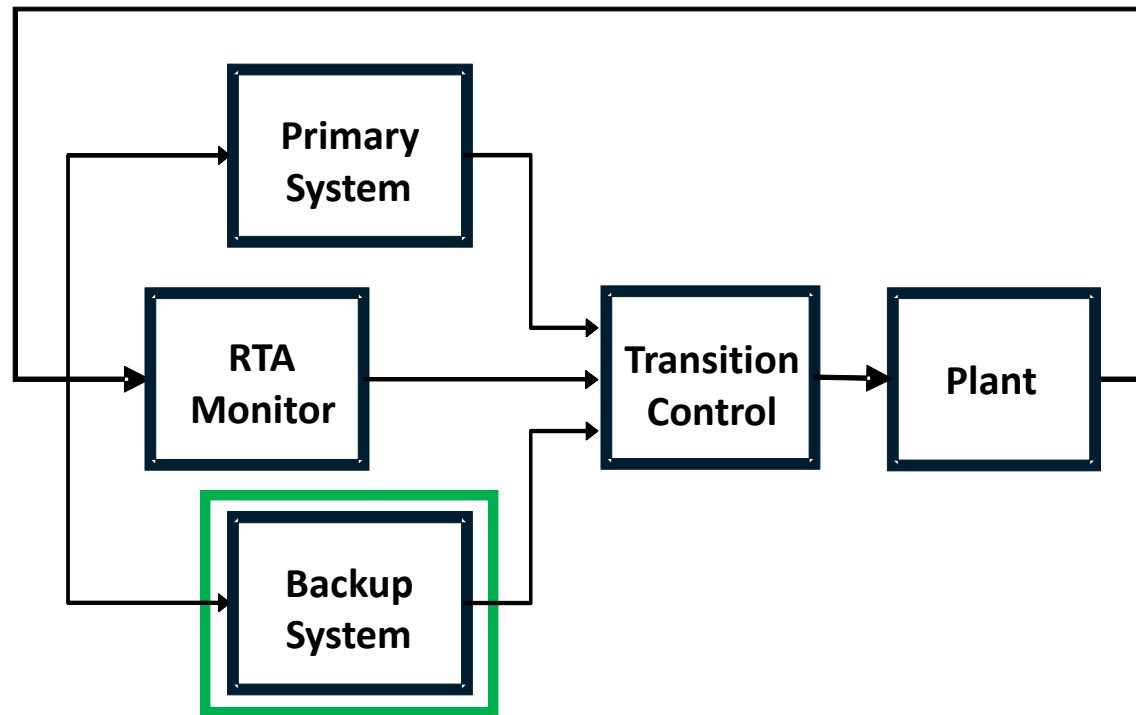 Primary
System
RTA
Monitor
Transition
Control
Plant
Backup
System